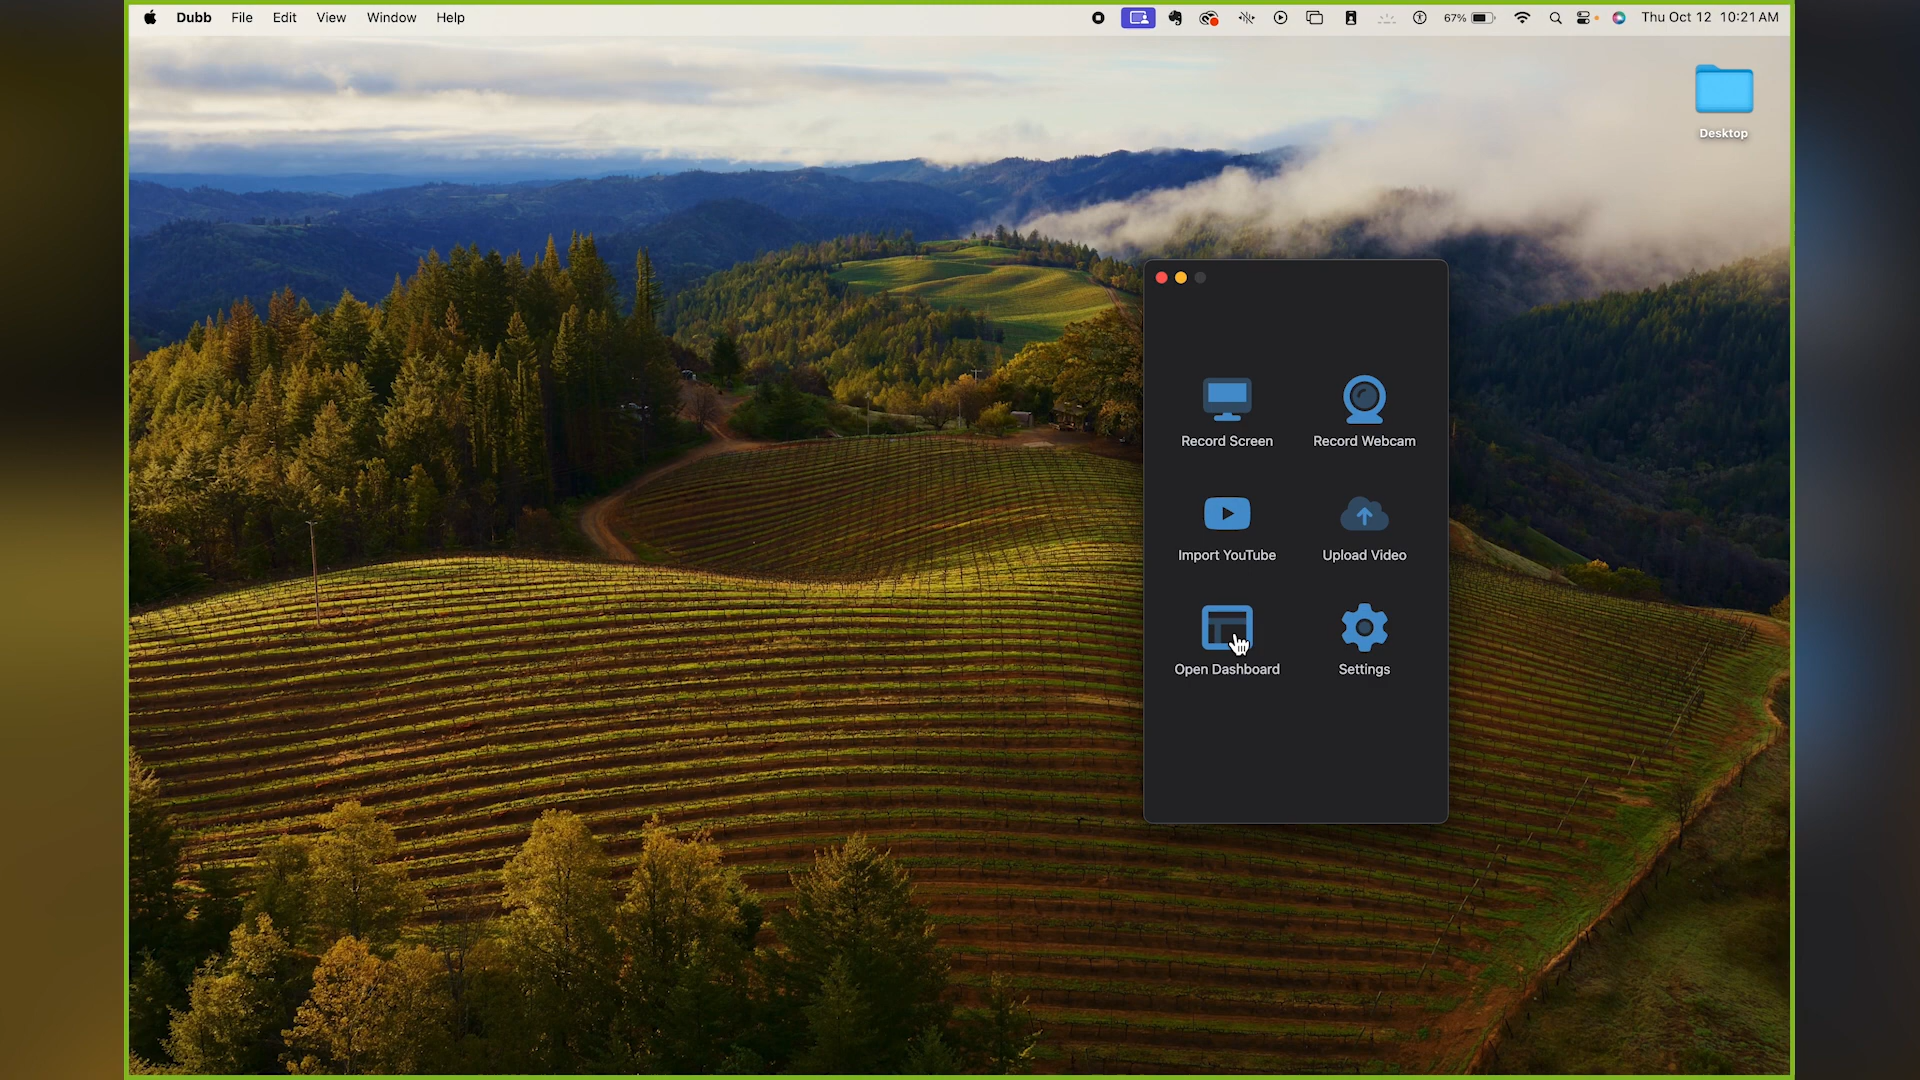 Dubb File Edit View Window Help 67% Thu Oct 12 10:21 AM
Desktop
Record Screen Record Webcam
Import YouTube Upload Video
Open Dashboard Settings